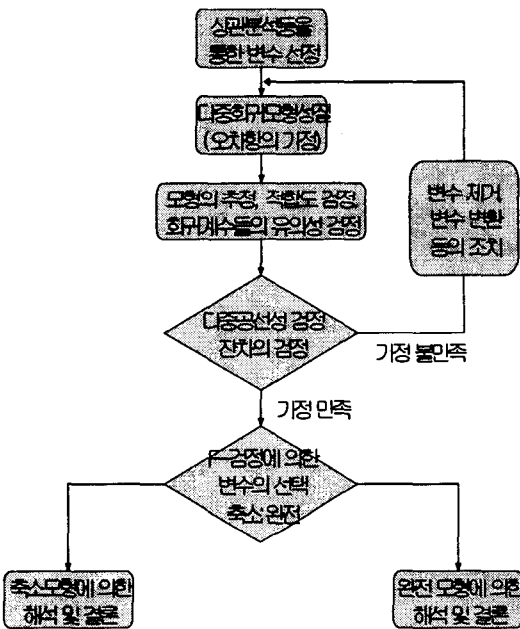 상관분석등을
통한 변수 선정
다중회귀모형설정
(오차항의 가정)
모형의 추정, 적합도 검정,
회귀계수들의 유의성 검정
변수 제거,
변수 변환
등의 조치
다중공선성 검정
잔차의 검정
가정 불만족
가정 만족
F-검정에 의한
변수의 선택
축소:완전
축소모형에 의한
해석 및 결론
완전 모형에 의한
해석 및 결론